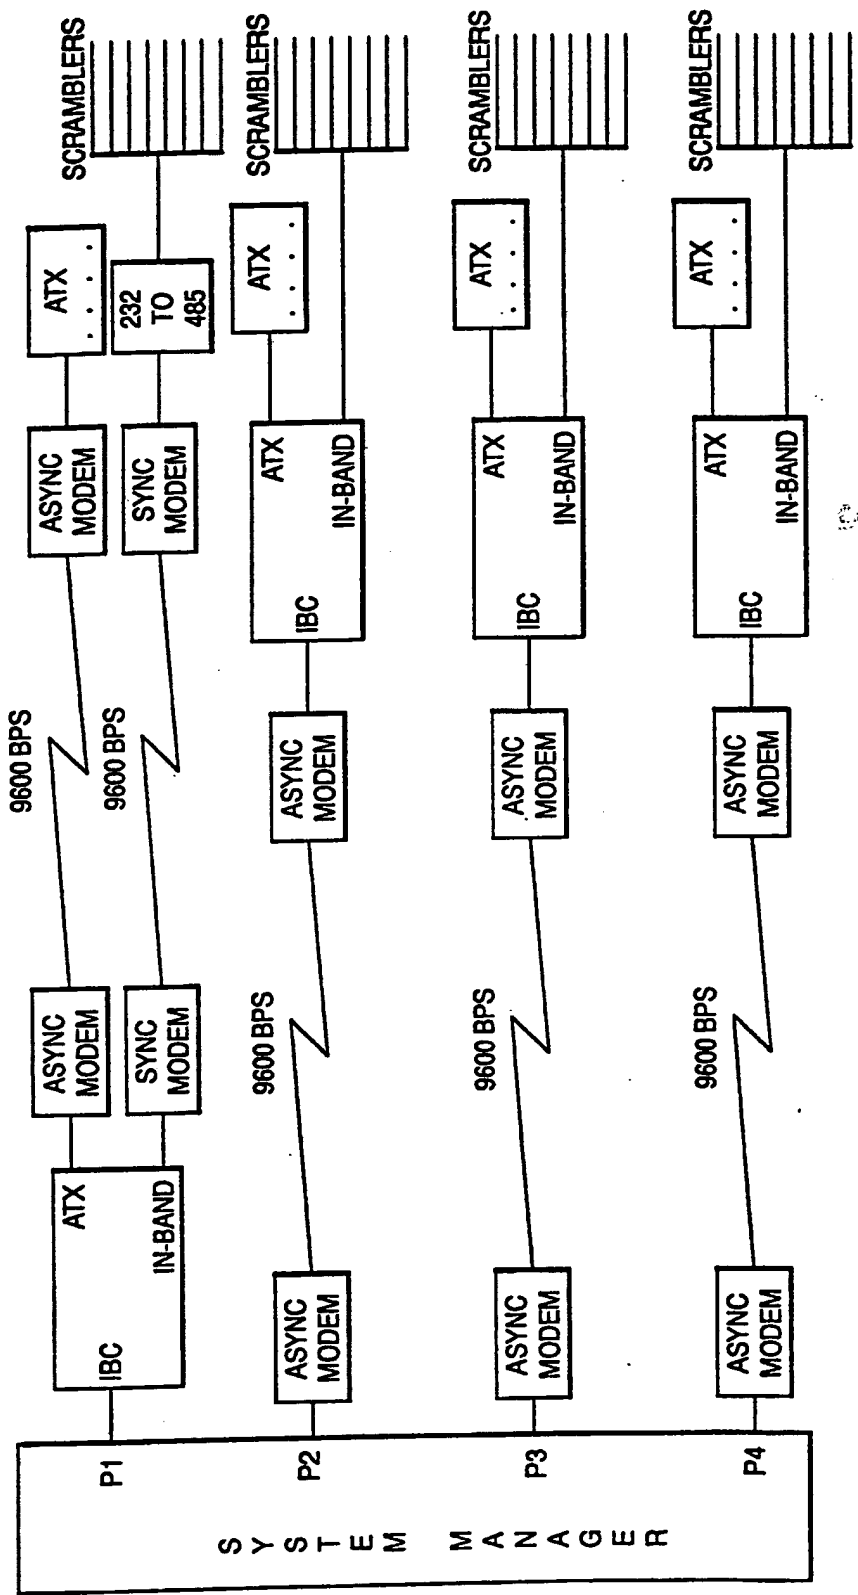 SYSTEM MANAGER
P1
IBC
ATX
IN-BAND
ASYNC
MODEM
SYNC
MODEM
9600 BPS
9600 BPS
ASYNC
MODEM
SYNC
MODEM
ATX
. . . .
232
TO
485
SCRAMBLERS
P2
ASYNC
MODEM
9600 BPS
ASYNC
MODEM
IBC
ATX
IN-BAND
ATX
. . . .
SCRAMBLERS
P3
ASYNC
MODEM
9600 BPS
ASYNC
MODEM
IBC
ATX
IN-BAND
ATX
. . . .
SCRAMBLERS
P4
ASYNC
MODEM
9600 BPS
ASYNC
MODEM
IBC
ATX
IN-BAND
ATX
. . . .
SCRAMBLERS